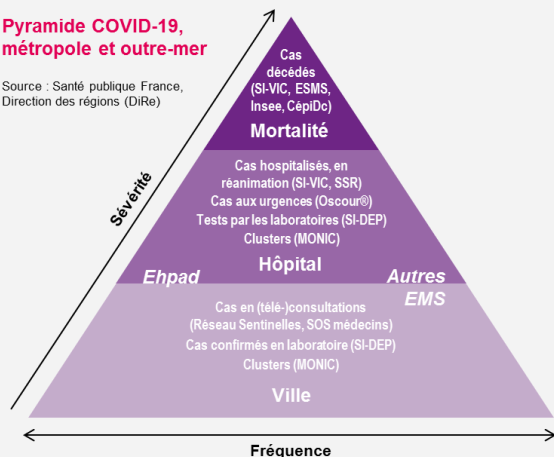 Pyramide COVID-19,
métropole et outre-mer
Source : Santé publique France,
Direction des régions (DiRe)
Sévérité
Cas
décédés
(SI-VIC, ESMS,
Insee, CépiDc)
Mortalité
Cas hospitalisés, en
réanimation (SI-VIC, SSR)
Cas aux urgences (Oscour®)
Tests par les laboratoires (SI-DEP)
Clusters (MONIC)
Hôpital
Ehpad
Autres
EMS
Cas en (télé-)consultations
(Réseau Sentinelles, SOS médecins)
Cas confirmés en laboratoire (SI-DEP)
Clusters (MONIC)
Ville
Fréquence